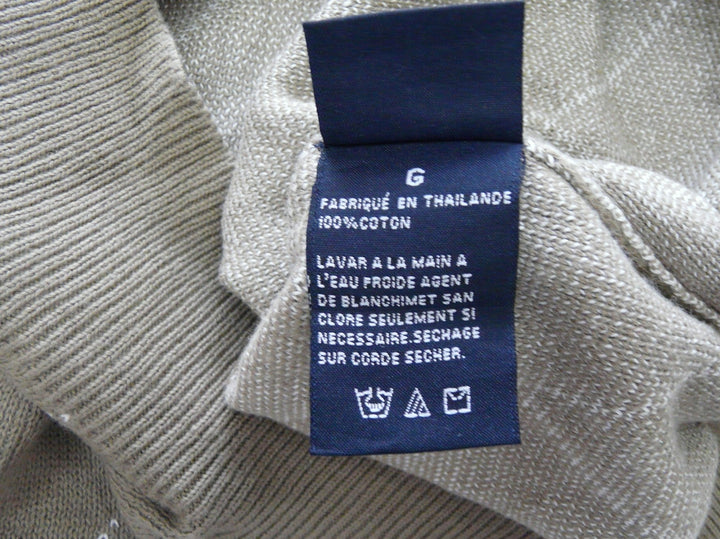 G
FABRIQUÉ EN THAILANDE
100%COTON
LAVAR A LA MAIN A
L'EAU FROIDE AGENT
DE BLANCHIMET SAN
CLORE SEULEMENT SI
NECESSAIRE.SECHAGE
SUR CORDE SECHER.